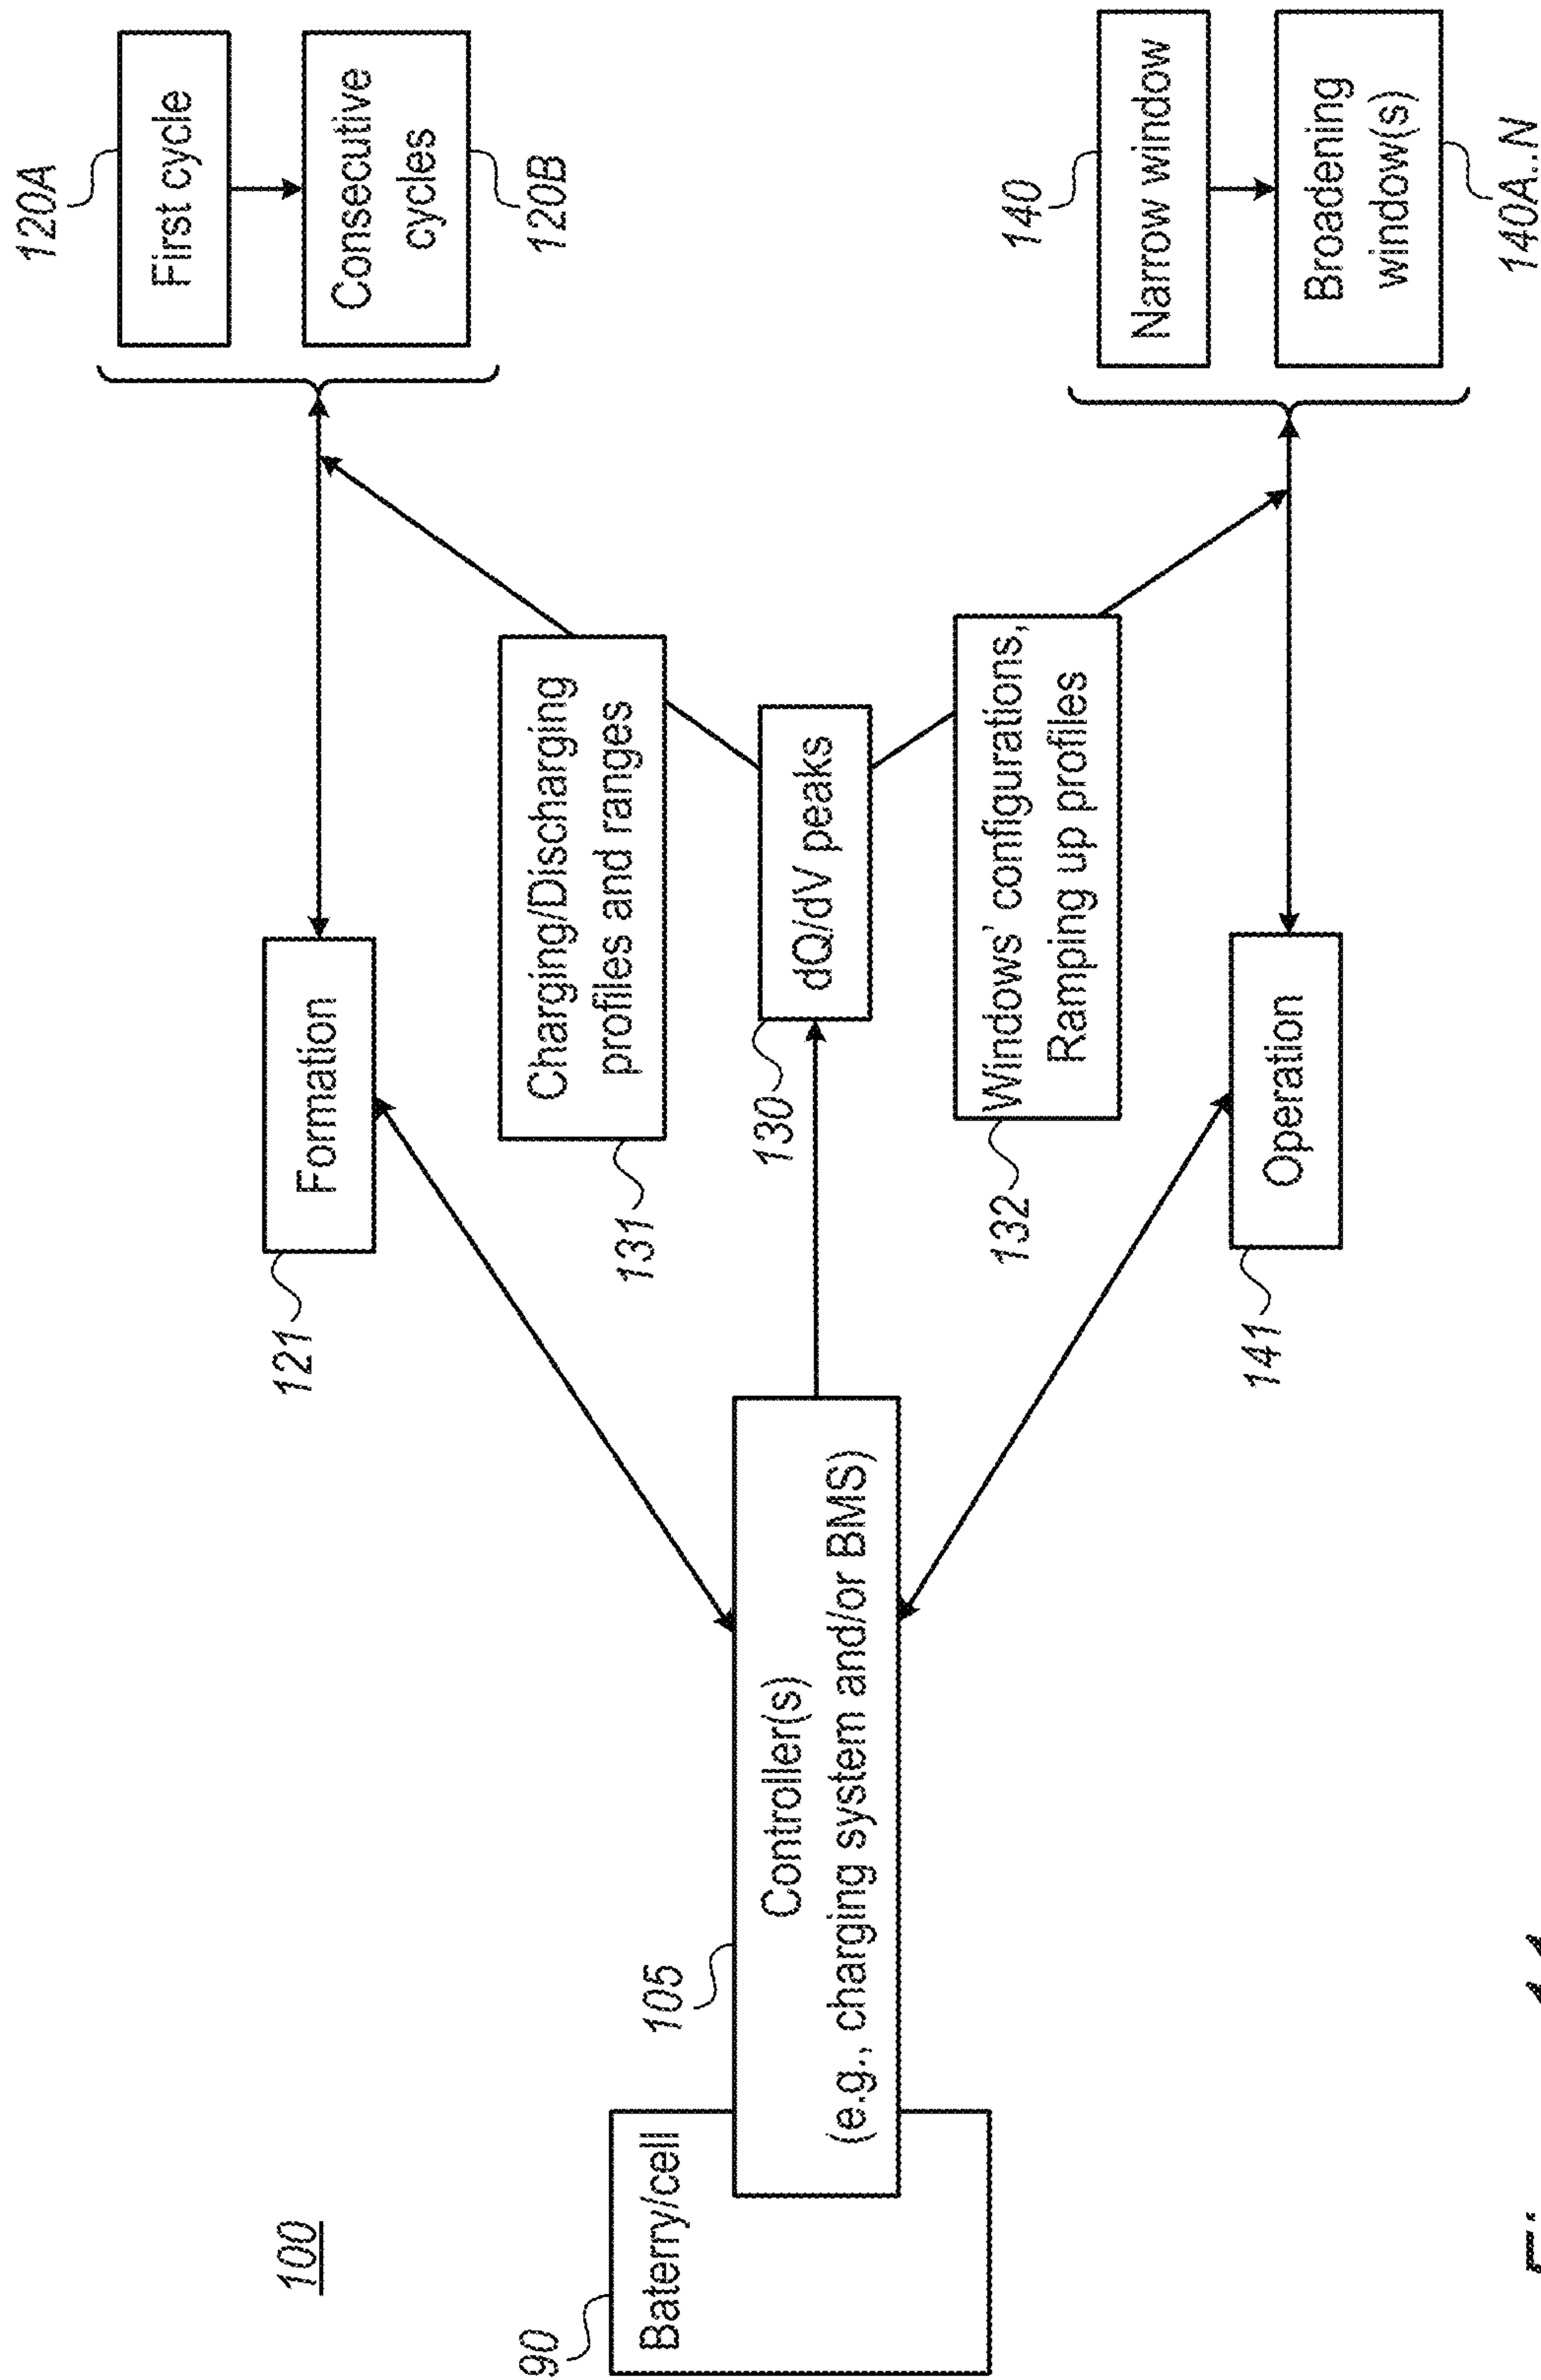 100
90
Baterry/cell
105
Controller(s)
(e.g., charging system and/or BMS)
121
Formation
131
Charging/Discharging
profiles and ranges
130
dQ/dV peaks
132
Windows' configurations,
Ramping up profiles
141
Operation
120A
First cycle
Consecutive
cycles
120B
140
Narrow window
Broadening
window(s)
140A..N